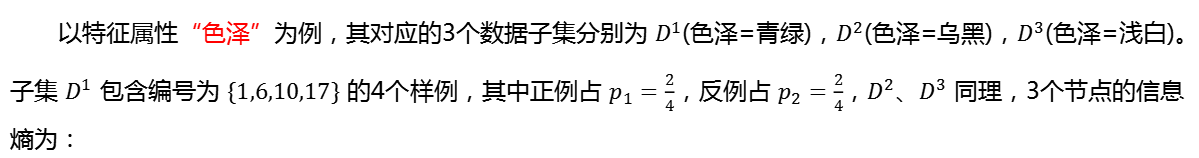 以特征属性“色泽”为例，其对应的3个数据子集分别为 D¹(色泽=青绿)，D²(色泽=乌黑)，D³(色泽=浅白)。
子集 D¹ 包含编号为 {1,6,10,17} 的4个样例，其中正例占 p₁ = 2/4，反例占 p₂ = 2/4，D²、D³ 同理，3个节点的信息
熵为：